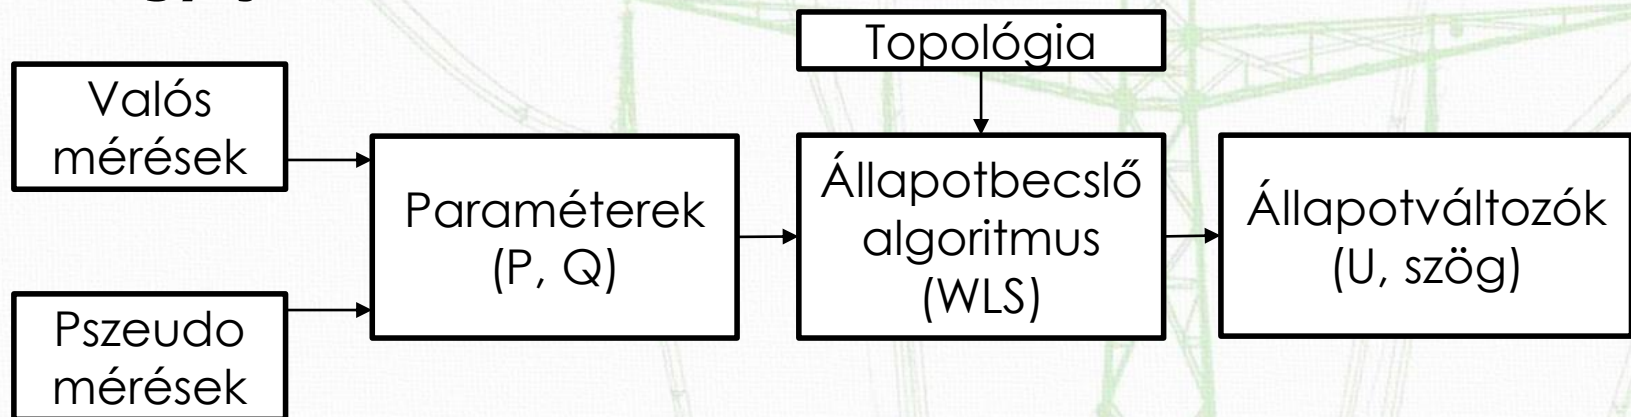 Topológia
Valós
mérések
Paraméterek
(P, Q)
Állapotbecslő
algoritmus
(WLS)
Állapotváltozók
(U, szög)
Pszeudo
mérések